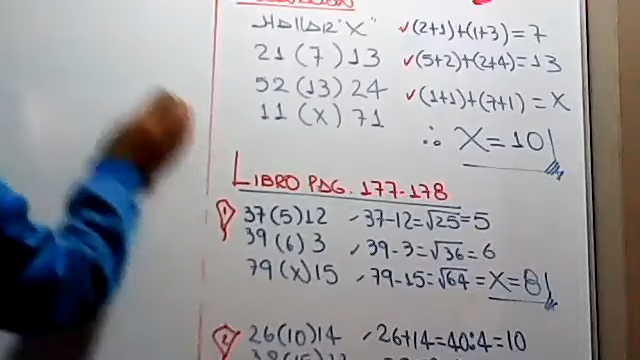 HALLAR "X"
21 (7) 13 ✓(2+1)+(1+3)=7
52 (13) 24 ✓(5+2)+(2+4)=13
11 (X) 71 ✓(1+1)+(7+1)=X
∴ X=10
LIBRO PAG. 177-178
1 37(5)12 ✓37-12=√25=5
39(6)3 ✓39-3=√36=6
79(X)15 ✓79-15=√64=X=8
2 26(10)14 ✓26+14=40:4=10